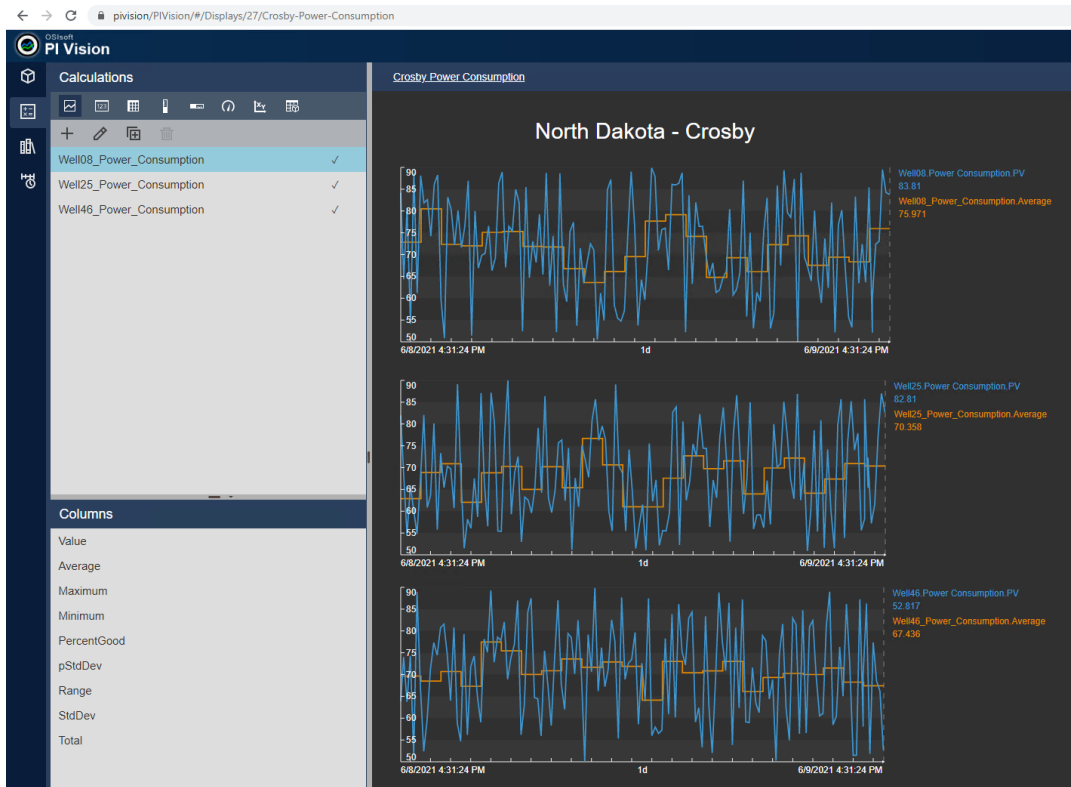 pivision/PIVision/#/Displays/27/Crosby-Power-Consumption
OSIsoft
PI Vision
Calculations
123
XY
Well08_Power_Consumption ✓
Well25_Power_Consumption ✓
Well46_Power_Consumption ✓
Columns
Value
Average
Maximum
Minimum
PercentGood
pStdDev
Range
StdDev
Total
Crosby Power Consumption
North Dakota - Crosby
90
85
80
75
70
65
60
55
50
6/8/2021 4:31:24 PM 1d 6/9/2021 4:31:24 PM
Well08.Power Consumption.PV
83.81
Well08_Power_Consumption.Average
75.971
90
85
80
75
70
65
60
55
50
6/8/2021 4:31:24 PM 1d 6/9/2021 4:31:24 PM
Well25.Power Consumption.PV
82.81
Well25_Power_Consumption.Average
70.358
90
85
80
75
70
65
60
55
50
6/8/2021 4:31:24 PM 1d 6/9/2021 4:31:24 PM
Well46.Power Consumption.PV
52.817
Well46_Power_Consumption.Average
67.436